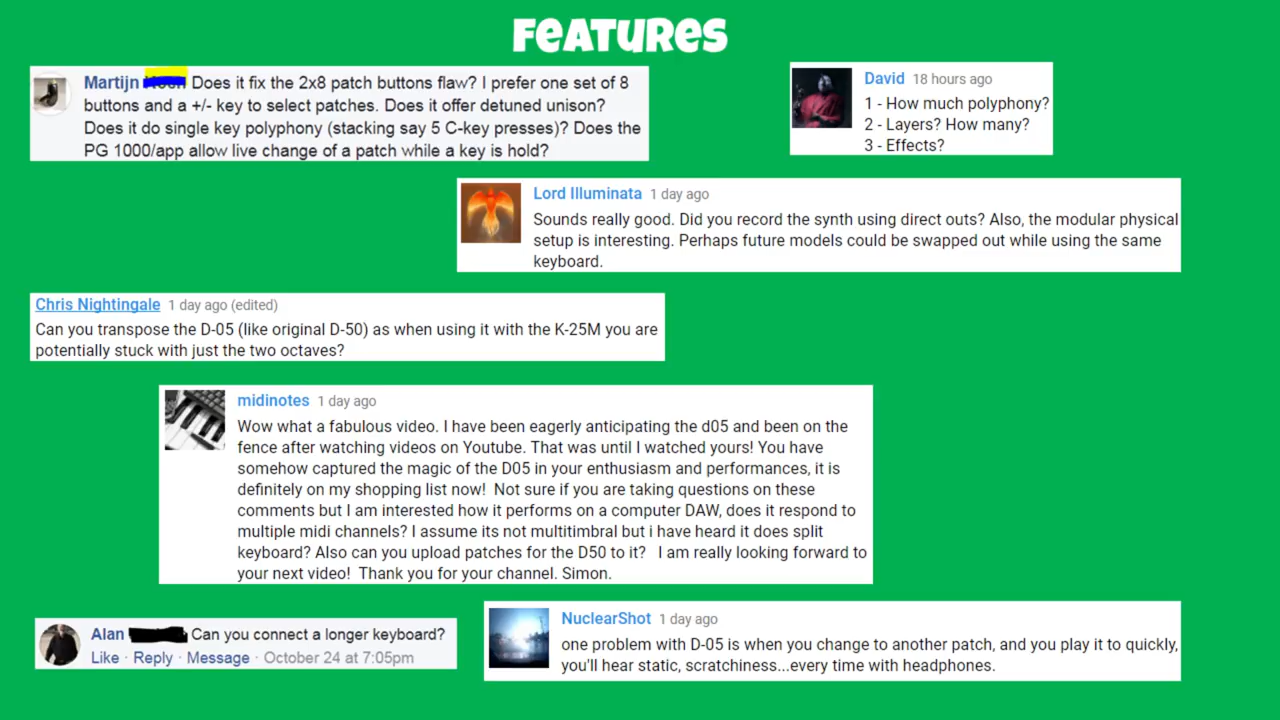 Features
Martijn Does it fix the 2x8 patch buttons flaw? I prefer one set of 8
buttons and a +/- key to select patches. Does it offer detuned unison?
Does it do single key polyphony (stacking say 5 C-key presses)? Does the
PG 1000/app allow live change of a patch while a key is hold?
David 18 hours ago
1 - How much polyphony?
2 - Layers? How many?
3 - Effects?
Lord Illuminata 1 day ago
Sounds really good. Did you record the synth using direct outs? Also, the modular physical
setup is interesting. Perhaps future models could be swapped out while using the same
keyboard.
Chris Nightingale 1 day ago (edited)
Can you transpose the D-05 (like original D-50) as when using it with the K-25M you are
potentially stuck with just the two octaves?
midinotes 1 day ago
Wow what a fabulous video. I have been eagerly anticipating the d05 and been on the
fence after watching videos on Youtube. That was until I watched yours! You have
somehow captured the magic of the D05 in your enthusiasm and performances, it is
definitely on my shopping list now!  Not sure if you are taking questions on these
comments but I am interested how it performs on a computer DAW, does it respond to
multiple midi channels? I assume its not multitimbral but i have heard it does split
keyboard? Also can you upload patches for the D50 to it?   I am really looking forward to
your next video!  Thank you for your channel. Simon.
Alan Can you connect a longer keyboard?
Like · Reply · Message · October 24 at 7:05pm
NuclearShot 1 day ago
one problem with D-05 is when you change to another patch, and you play it to quickly,
you'll hear static, scratchiness...every time with headphones.